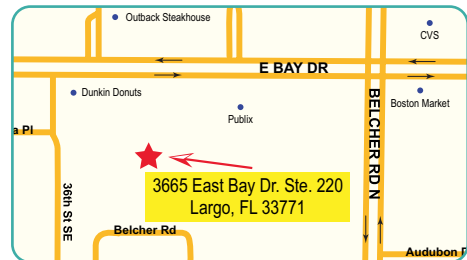 Outback Steakhouse
CVS
E BAY DR
Dunkin Donuts
Publix
Boston Market
a Pl
BELCHER RD N
3665 East Bay Dr. Ste. 220
Largo, FL 33771
36th St SE
Belcher Rd
Audubon